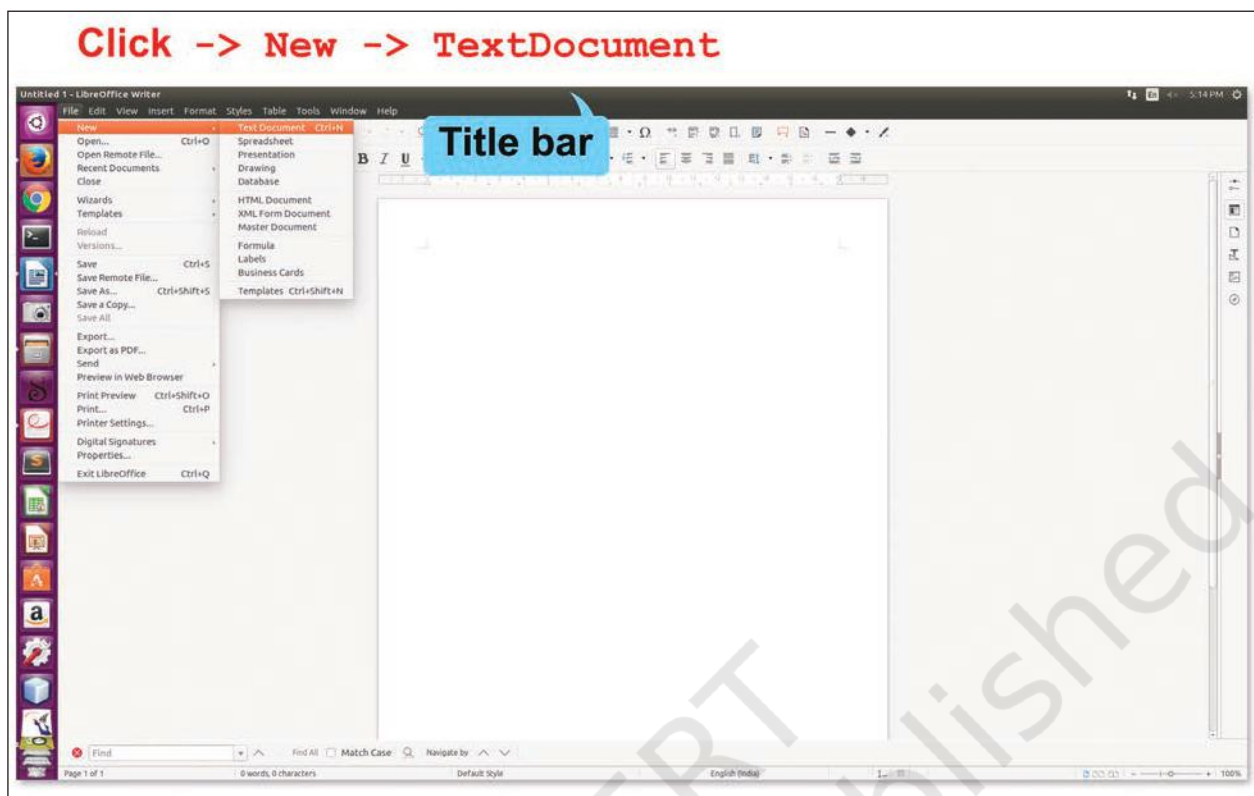 Click -> New -> TextDocument
Untitled 1 - LibreOffice Writer
En
5:14 PM
File Edit View Insert Format Styles Table Tools Window Help
Title bar
New
Open... Ctrl+O
Open Remote File...
Recent Documents
Close
Wizards
Templates
Reload
Versions...
Save Ctrl+S
Save Remote File...
Save As... Ctrl+Shift+S
Save a Copy...
Save All
Export...
Export as PDF...
Send
Preview in Web Browser
Print Preview Ctrl+Shift+O
Print... Ctrl+P
Printer Settings...
Digital Signatures
Properties...
Exit LibreOffice Ctrl+Q
Text Document Ctrl+N
Spreadsheet
Presentation
Drawing
Database
HTML Document
XML Form Document
Master Document
Formula
Labels
Business Cards
Templates Ctrl+Shift+N
B I U
a
Find
Find All Match Case Navigate by
Page 1 of 1 0 words, 0 characters Default Style English (India) 100%
ERT
published